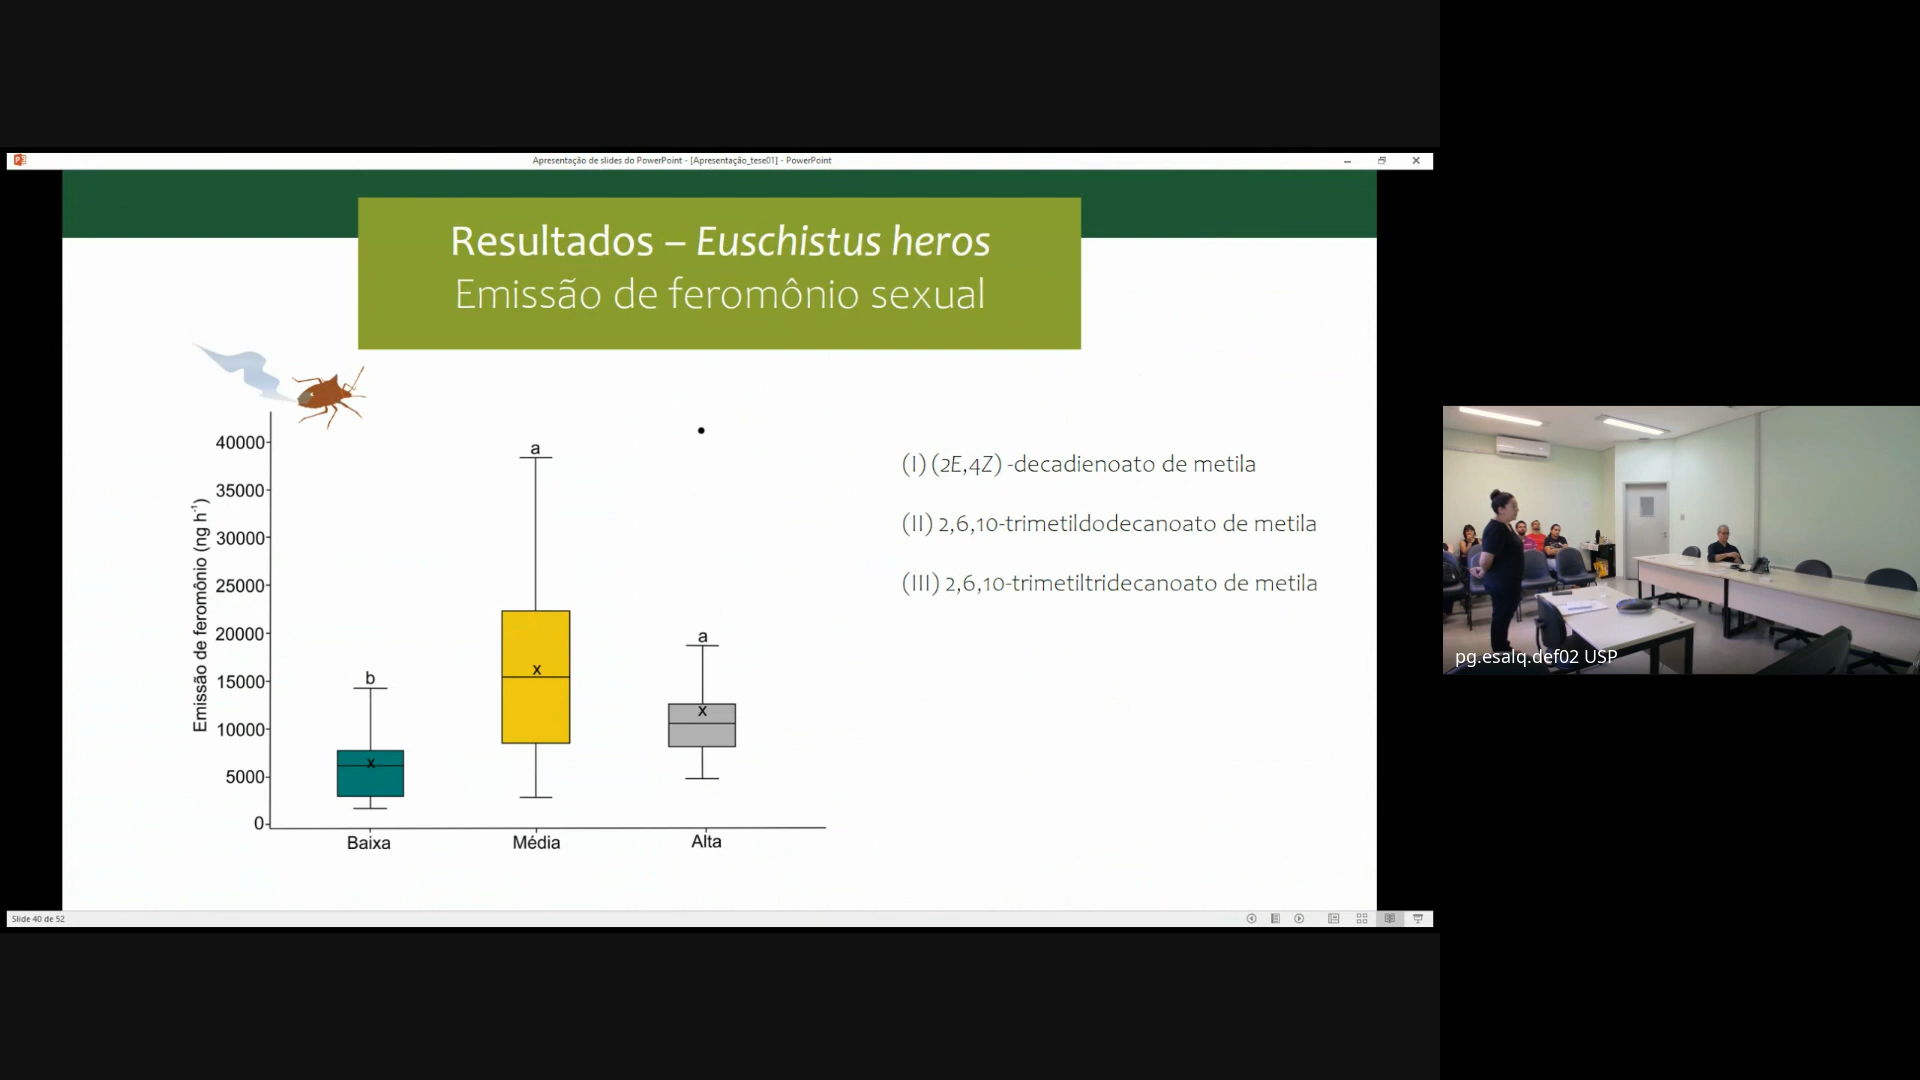 Apresentação de slides do PowerPoint - [Apresentação_tese01] - PowerPoint
Resultados – Euschistus heros
Emissão de feromônio sexual
40000
35000
30000
25000
20000
15000
10000
5000
0
Emissão de feromônio (ng h⁻¹)
b
a
a
x
x
x
Baixa
Média
Alta
(I) (2E,4Z) -decadienoato de metila
(II) 2,6,10-trimetildodecanoato de metila
(III) 2,6,10-trimetiltridecanoato de metila
pg.esalq.def02 USP
Slide 40 de 52